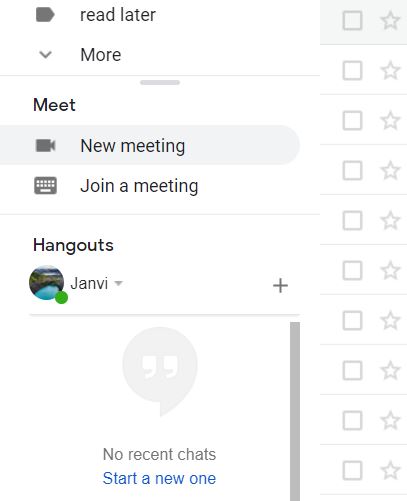 read later
More
Meet
New meeting
Join a meeting
Hangouts
Janvi
No recent chats
Start a new one